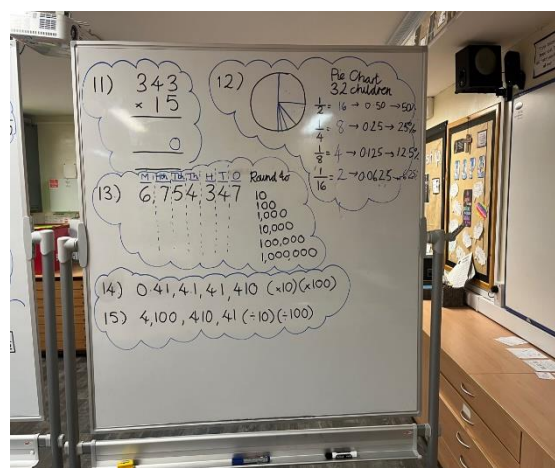 11) 343
× 15
0
12) Pie Chart
32 children
1/2 = 16 → 0.50 → 50%
1/4 = 8 → 0.25 → 25%
1/8 = 4 → 0.125 → 12.5%
1/16 = 2 → 0.0625 →
M HTh TTh Th H T O
13) 6,754,347
Round to
10
100
1,000
10,000
100,000
1,000,000
14) 0.41, 4.1, 41, 410 (×10)(×100)
15) 4,100, 410, 41 (÷10)(÷100)